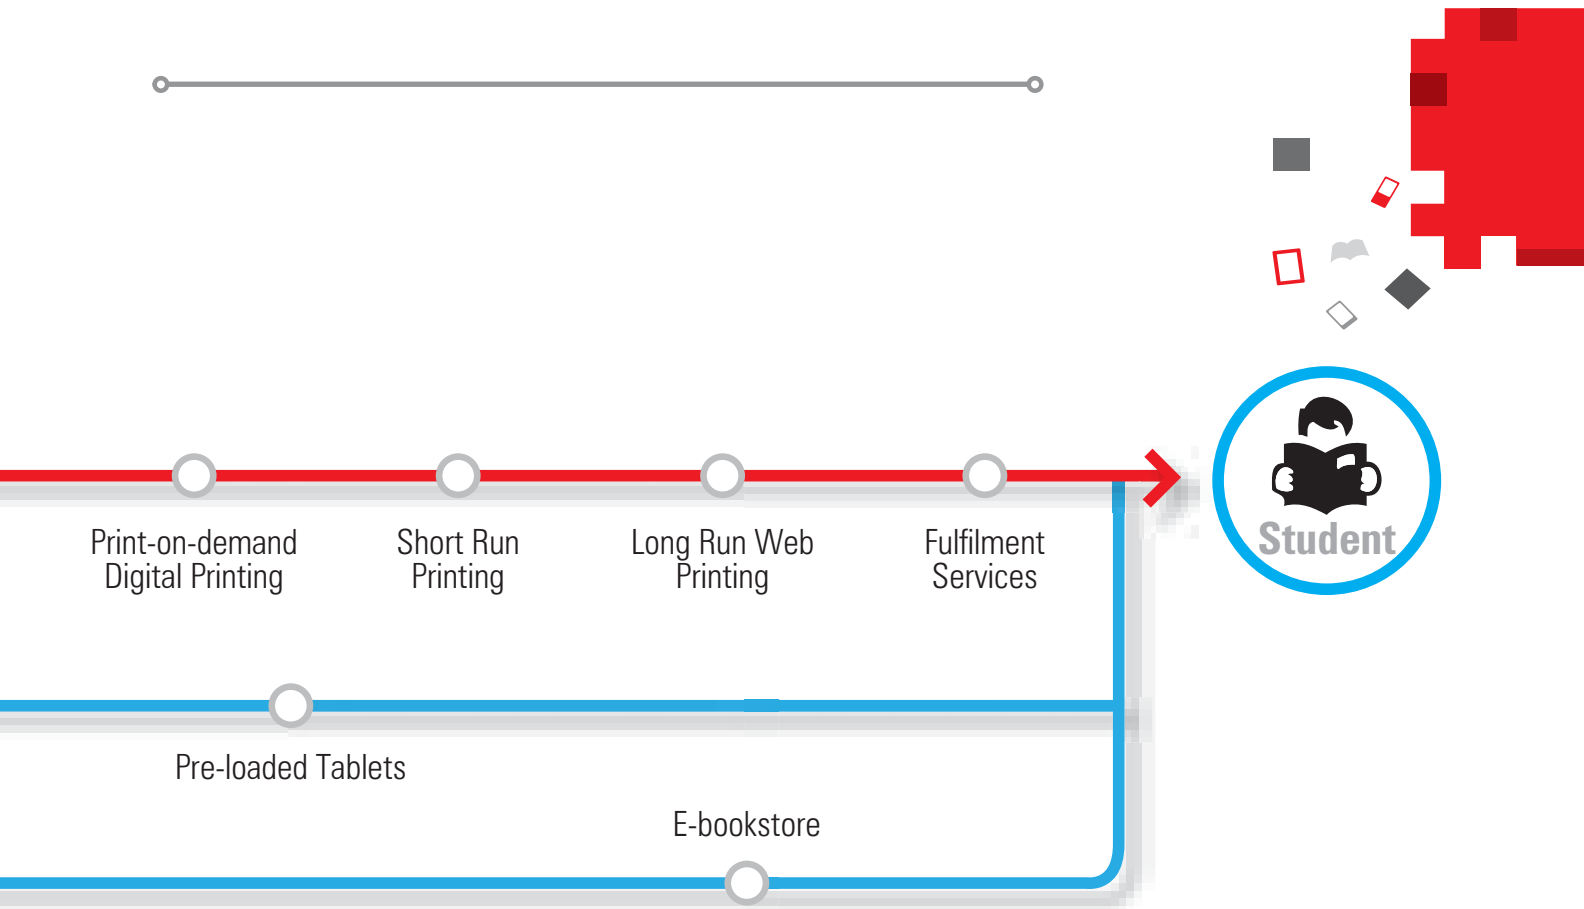 Print-on-demand
Digital Printing
Short Run
Printing
Long Run Web
Printing
Fulfilment
Services
Student
Pre-loaded Tablets
E-bookstore